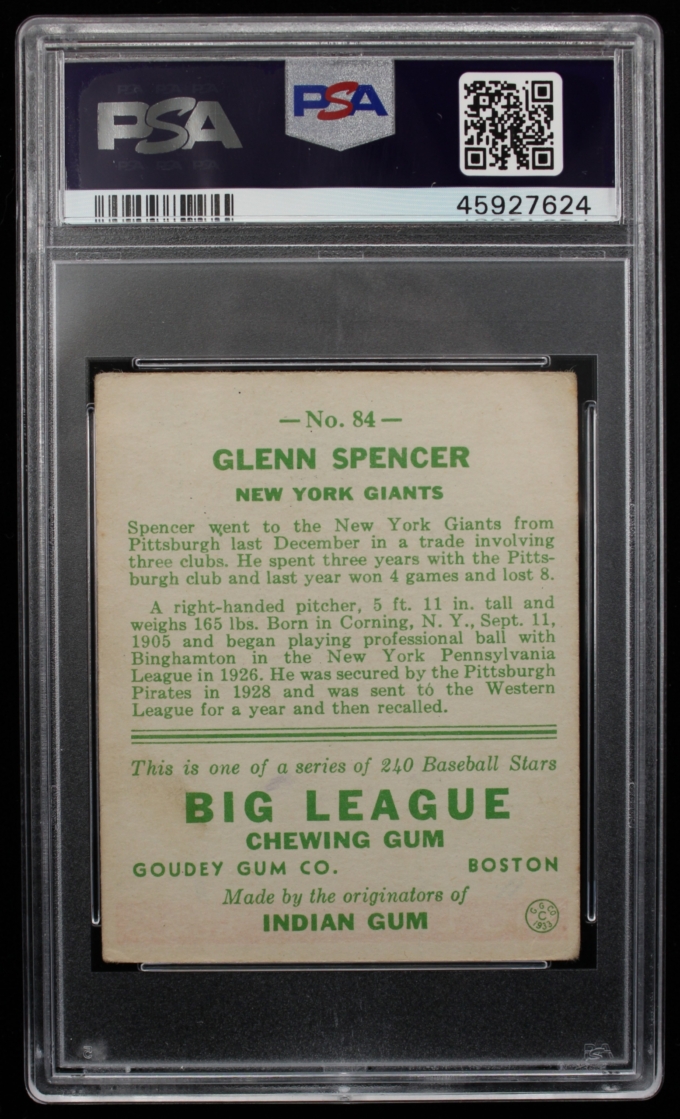 PSA
PSA
45927624
— No. 84 —
GLENN SPENCER
NEW YORK GIANTS
Spencer went to the New York Giants from
Pittsburgh last December in a trade involving
three clubs. He spent three years with the Pitts-
burgh club and last year won 4 games and lost 8.
A right-handed pitcher, 5 ft. 11 in. tall and
weighs 165 lbs. Born in Corning, N. Y., Sept. 11,
1905 and began playing professional ball with
Binghamton in the New York Pennsylvania
League in 1926. He was secured by the Pittsburgh
Pirates in 1928 and was sent to the Western
League for a year and then recalled.
This is one of a series of 240 Baseball Stars
BIG LEAGUE
CHEWING GUM
GOUDEY GUM CO. BOSTON
Made by the originators of
INDIAN GUM
G G Co
C
1933